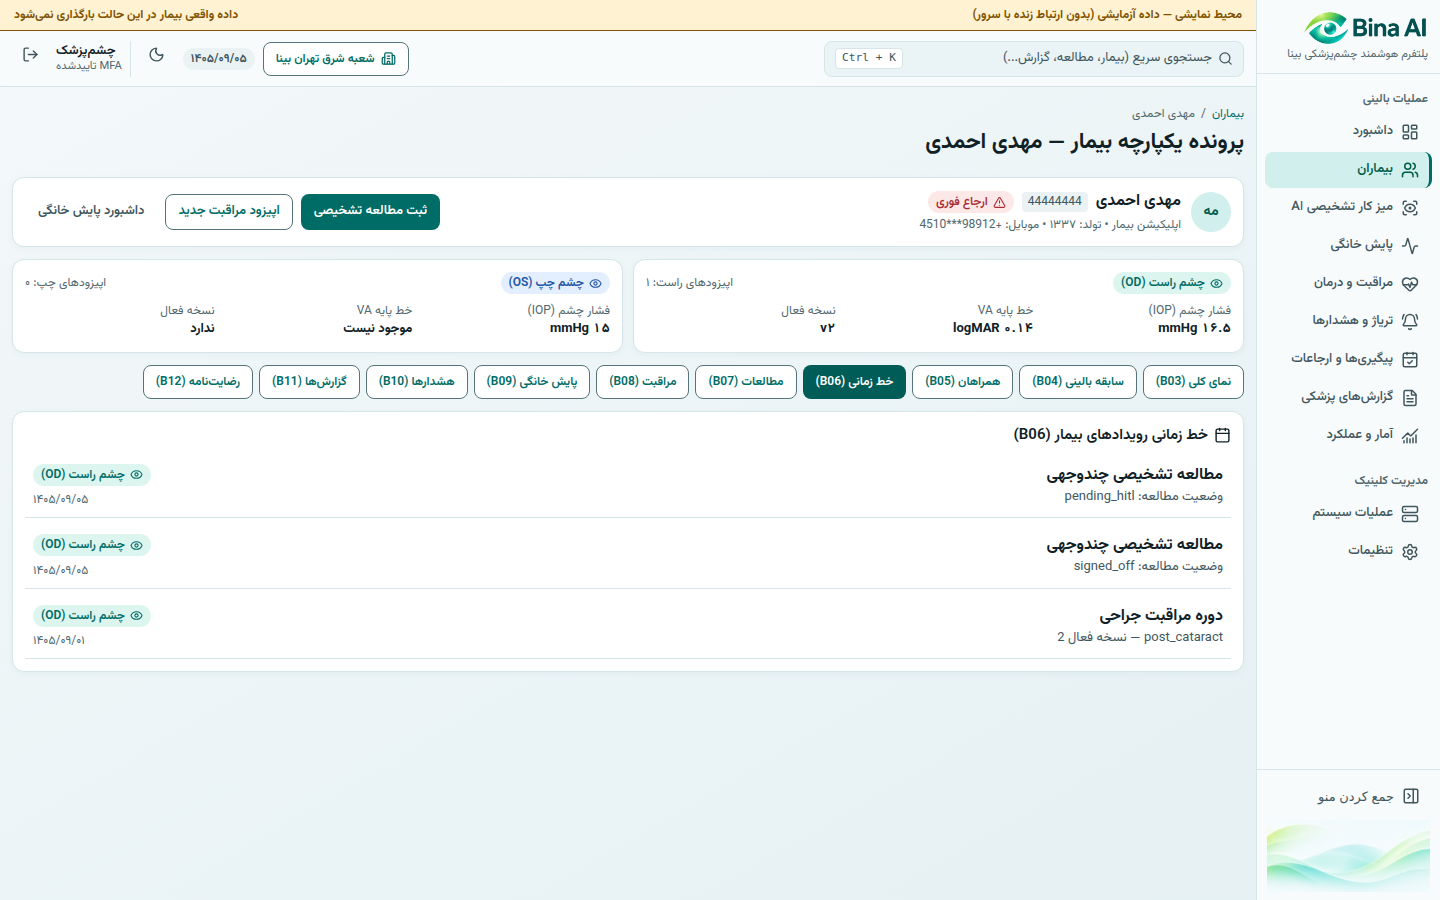 محیط نمایشی — داده آزمایشی (بدون ارتباط زنده با سرور)
داده واقعی بیمار در این حالت بارگذاری نمی‌شود
Bina AI
پلتفرم هوشمند چشم‌پزشکی بینا
عملیات بالینی
داشبورد
بیماران
میز کار تشخیصی AI
پایش خانگی
مراقبت و درمان
تریاژ و هشدارها
پیگیری‌ها و ارجاعات
گزارش‌های پزشکی
آمار و عملکرد
مدیریت کلینیک
عملیات سیستم
تنظیمات
جمع کردن منو
جستجوی سریع (بیمار، مطالعه، گزارش...)
Ctrl + K
شعبه شرق تهران بینا
۱۴۰۵/۰۹/۰۵
چشم‌پزشک
MFA تاییدشده
بیماران / مهدی احمدی
پرونده یکپارچه بیمار — مهدی احمدی
مه
مهدی احمدی 44444444 ارجاع فوری
اپلیکیشن بیمار • تولد: ۱۳۳۷ • موبایل: +98912***4510
ثبت مطالعه تشخیصی
اپیزود مراقبت جدید
داشبورد پایش خانگی
چشم راست (OD)
اپیزودهای راست: ۱
فشار چشم (IOP)
خط پایه VA
نسخه فعال
۱۶.۵ mmHg
۰.۱۴ logMAR
v۲
چشم چپ (OS)
اپیزودهای چپ: ۰
فشار چشم (IOP)
خط پایه VA
نسخه فعال
۱۵ mmHg
موجود نیست
ندارد
نمای کلی (B03)
سابقه بالینی (B04)
همراهان (B05)
خط زمانی (B06)
مطالعات (B07)
مراقبت (B08)
پایش خانگی (B09)
هشدارها (B10)
گزارش‌ها (B11)
رضایت‌نامه (B12)
خط زمانی رویدادهای بیمار (B06)
مطالعه تشخیصی چندوجهی
وضعیت مطالعه: pending_hitl
چشم راست (OD)
۱۴۰۵/۰۹/۰۵
مطالعه تشخیصی چندوجهی
وضعیت مطالعه: signed_off
چشم راست (OD)
۱۴۰۵/۰۹/۰۵
دوره مراقبت جراحی
post_cataract — نسخه فعال 2
چشم راست (OD)
۱۴۰۵/۰۹/۰۱